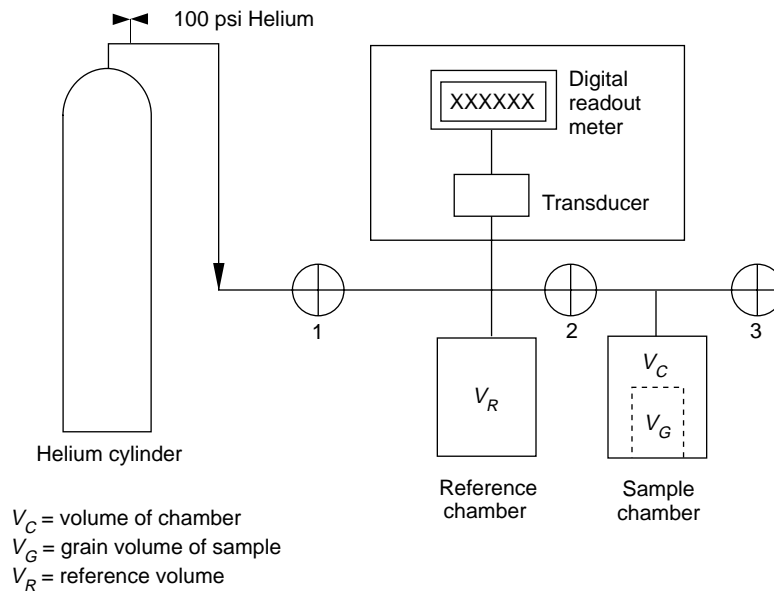 100 psi Helium
Digital
readout
meter
XXXXXX
Transducer
1
2
3
V_R
V_C
V_G
Helium cylinder
Reference
chamber
Sample
chamber
V_C = volume of chamber
V_G = grain volume of sample
V_R = reference volume